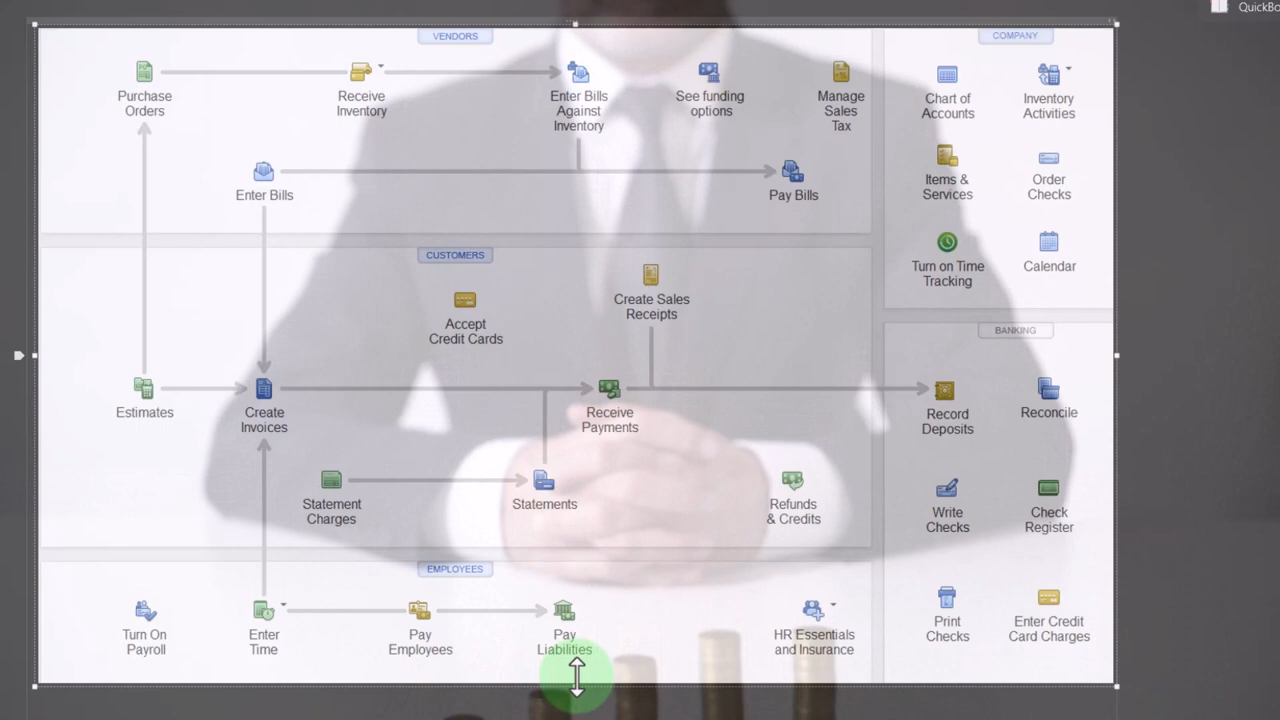 QuickBo
VENDORS
COMPANY
Purchase
Orders
Receive
Inventory
Enter Bills
Against
Inventory
See funding
options
Manage
Sales
Tax
Chart of
Accounts
Inventory
Activities
Enter Bills
Pay Bills
Items &
Services
Order
Checks
CUSTOMERS
Turn on Time
Tracking
Calendar
Create Sales
Receipts
Accept
Credit Cards
BANKING
Estimates
Create
Invoices
Receive
Payments
Record
Deposits
Reconcile
Statement
Charges
Statements
Refunds
& Credits
Write
Checks
Check
Register
EMPLOYEES
Turn On
Payroll
Enter
Time
Pay
Employees
Pay
Liabilities
HR Essentials
and Insurance
Print
Checks
Enter Credit
Card Charges